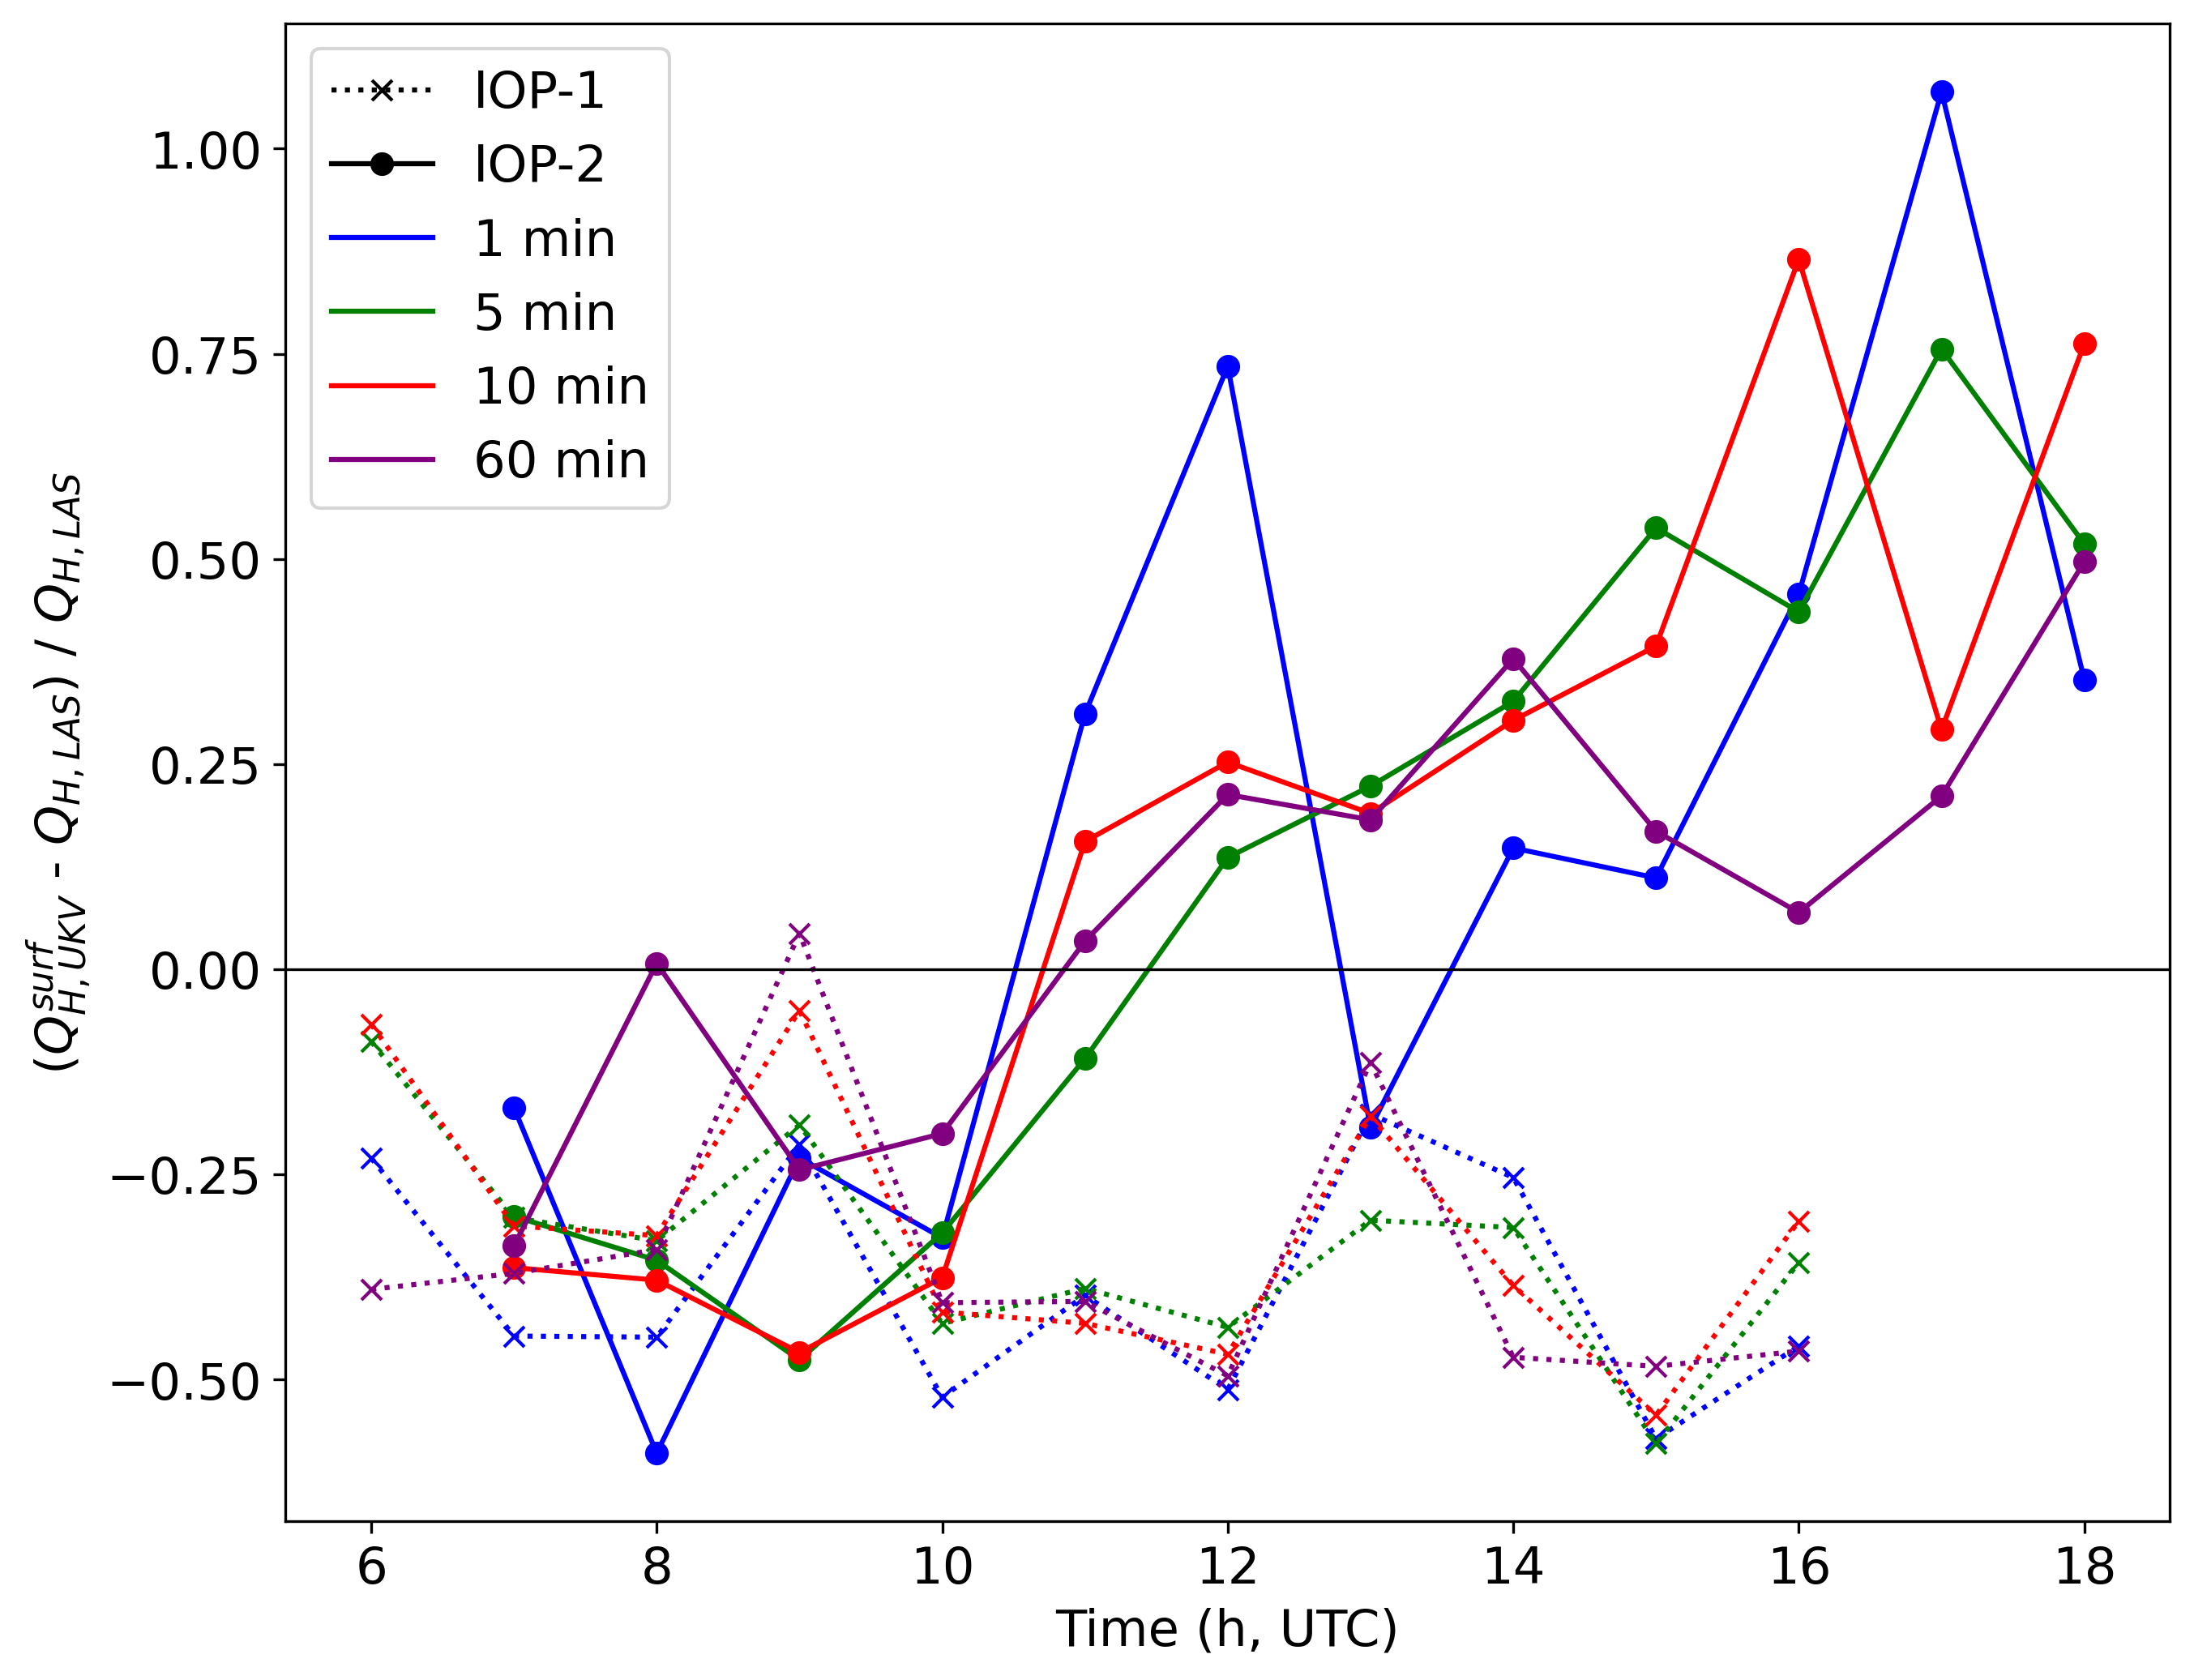 IOP-1
IOP-2
1 min
5 min
10 min
60 min
1.00
0.75
0.50
0.25
0.00
−0.25
−0.50
(Q^{surf}_{H, UKV} - Q_{H, LAS}) / Q_{H, LAS}
6 8 10 12 14 16 18
Time (h, UTC)